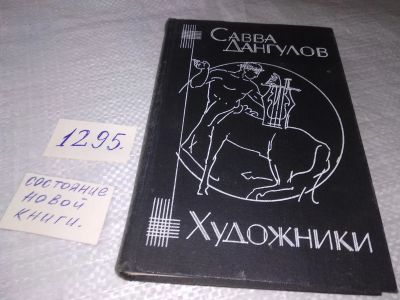 САВВА
ДАНГУЛОВ
ХУДОЖНИКИ
1295.
состояние
новой
книги.